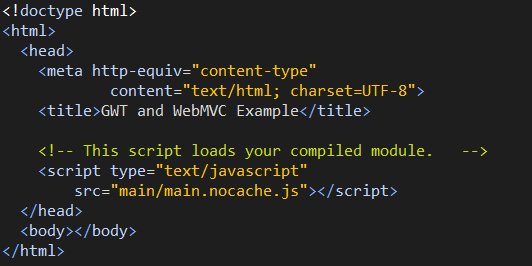 <!doctype html>
<html>
  <head>
    <meta http-equiv="content-type"
            content="text/html; charset=UTF-8">
    <title>GWT and WebMVC Example</title>

    <!-- This script loads your compiled module.   -->
    <script type="text/javascript"
        src="main/main.nocache.js"></script>
  </head>
  <body></body>
</html>